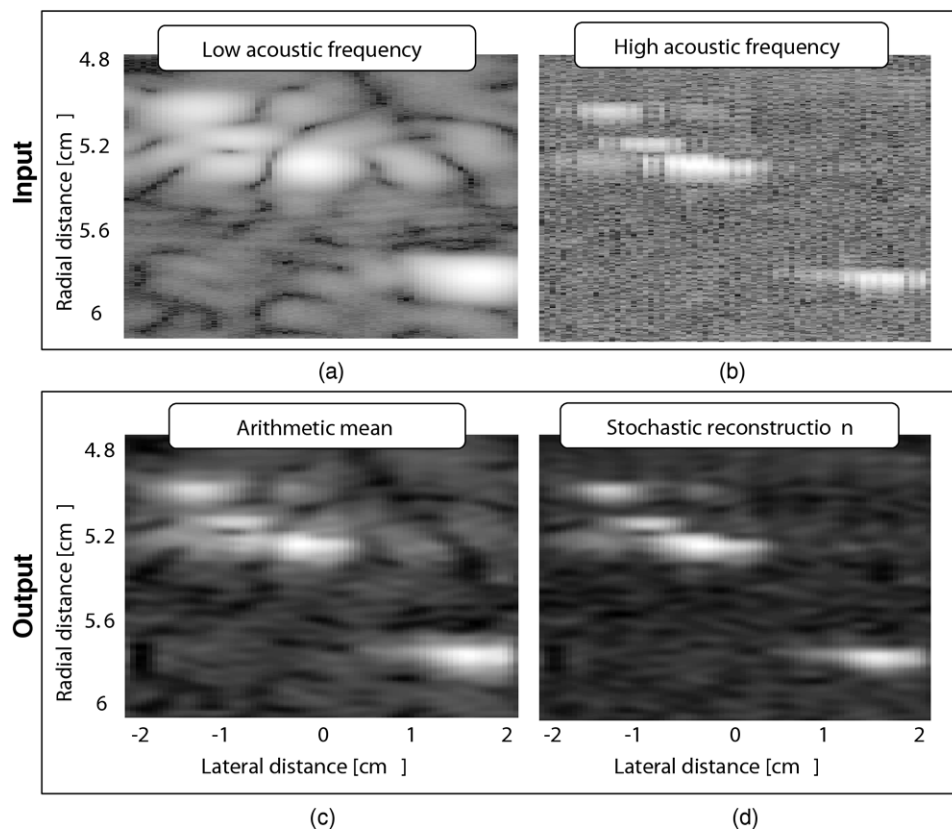 Low acoustic frequency
High acoustic frequency
Input
Radial distance [cm]
4.8
5.2
5.6
6
(a)
(b)
Arithmetic mean
Stochastic reconstructio n
Output
Radial distance [cm ]
4.8
5.2
5.6
6
-2 -1 0 1 2
-2 -1 0 1 2
Lateral distance [cm ]
Lateral distance [cm ]
(c)
(d)